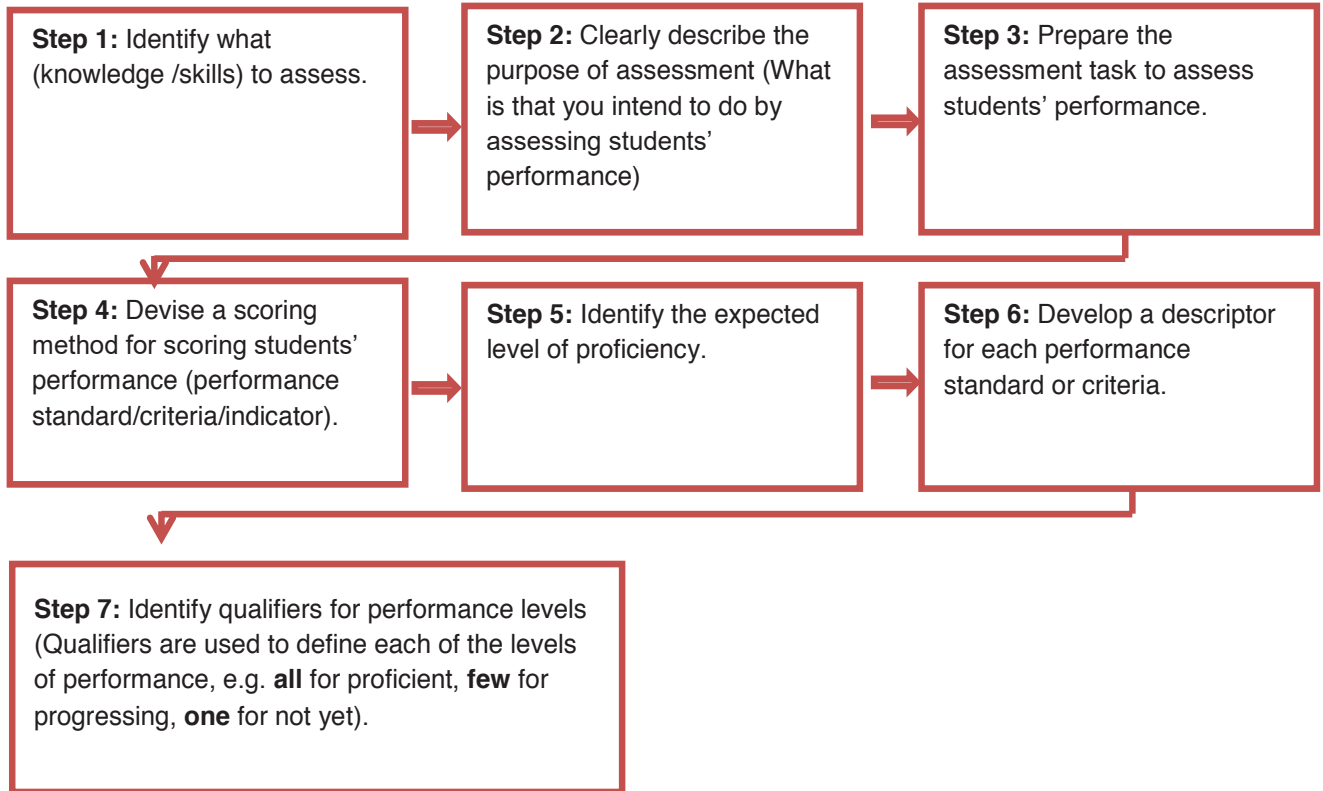 Step 1: Identify what
(knowledge /skills) to assess.
Step 2: Clearly describe the
purpose of assessment (What
is that you intend to do by
assessing students’
performance)
Step 3: Prepare the
assessment task to assess
students’ performance.
Step 4: Devise a scoring
method for scoring students’
performance (performance
standard/criteria/indicator).
Step 5: Identify the expected
level of proficiency.
Step 6: Develop a descriptor
for each performance
standard or criteria.
Step 7: Identify qualifiers for performance levels
(Qualifiers are used to define each of the levels
of performance, e.g. all for proficient, few for
progressing, one for not yet).